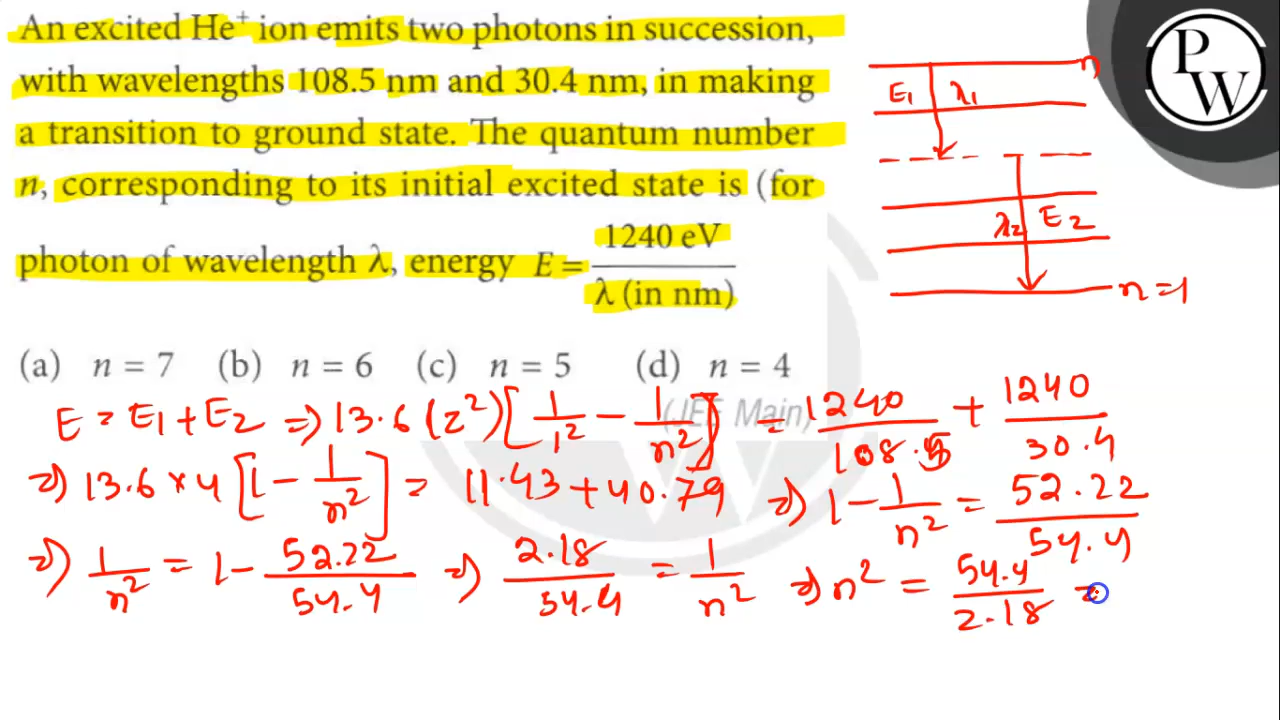 An excited He⁺ ion emits two photons in succession,
with wavelengths 108.5 nm and 30.4 nm, in making
a transition to ground state. The quantum number
n, corresponding to its initial excited state is (for
photon of wavelength λ, energy E = 1240 eV / λ (in nm)
(a) n = 7 (b) n = 6 (c) n = 5 (d) n = 4
(JEE Main)
P
W
n
E₁ λ₁
λ₂ E₂
n=1
E = E₁+E₂ ⇒ 13.6(z²)[1/1² − 1/n²] = 1240/108.5 + 1240/30.4
⇒ 13.6×4[1 − 1/n²] = 11.43+40.79 ⇒ 1 − 1/n² = 52.22/54.4
⇒ 1/n² = 1 − 52.22/54.4 ⇒ 2.18/54.4 = 1/n² ⇒ n² = 54.4/2.18 =